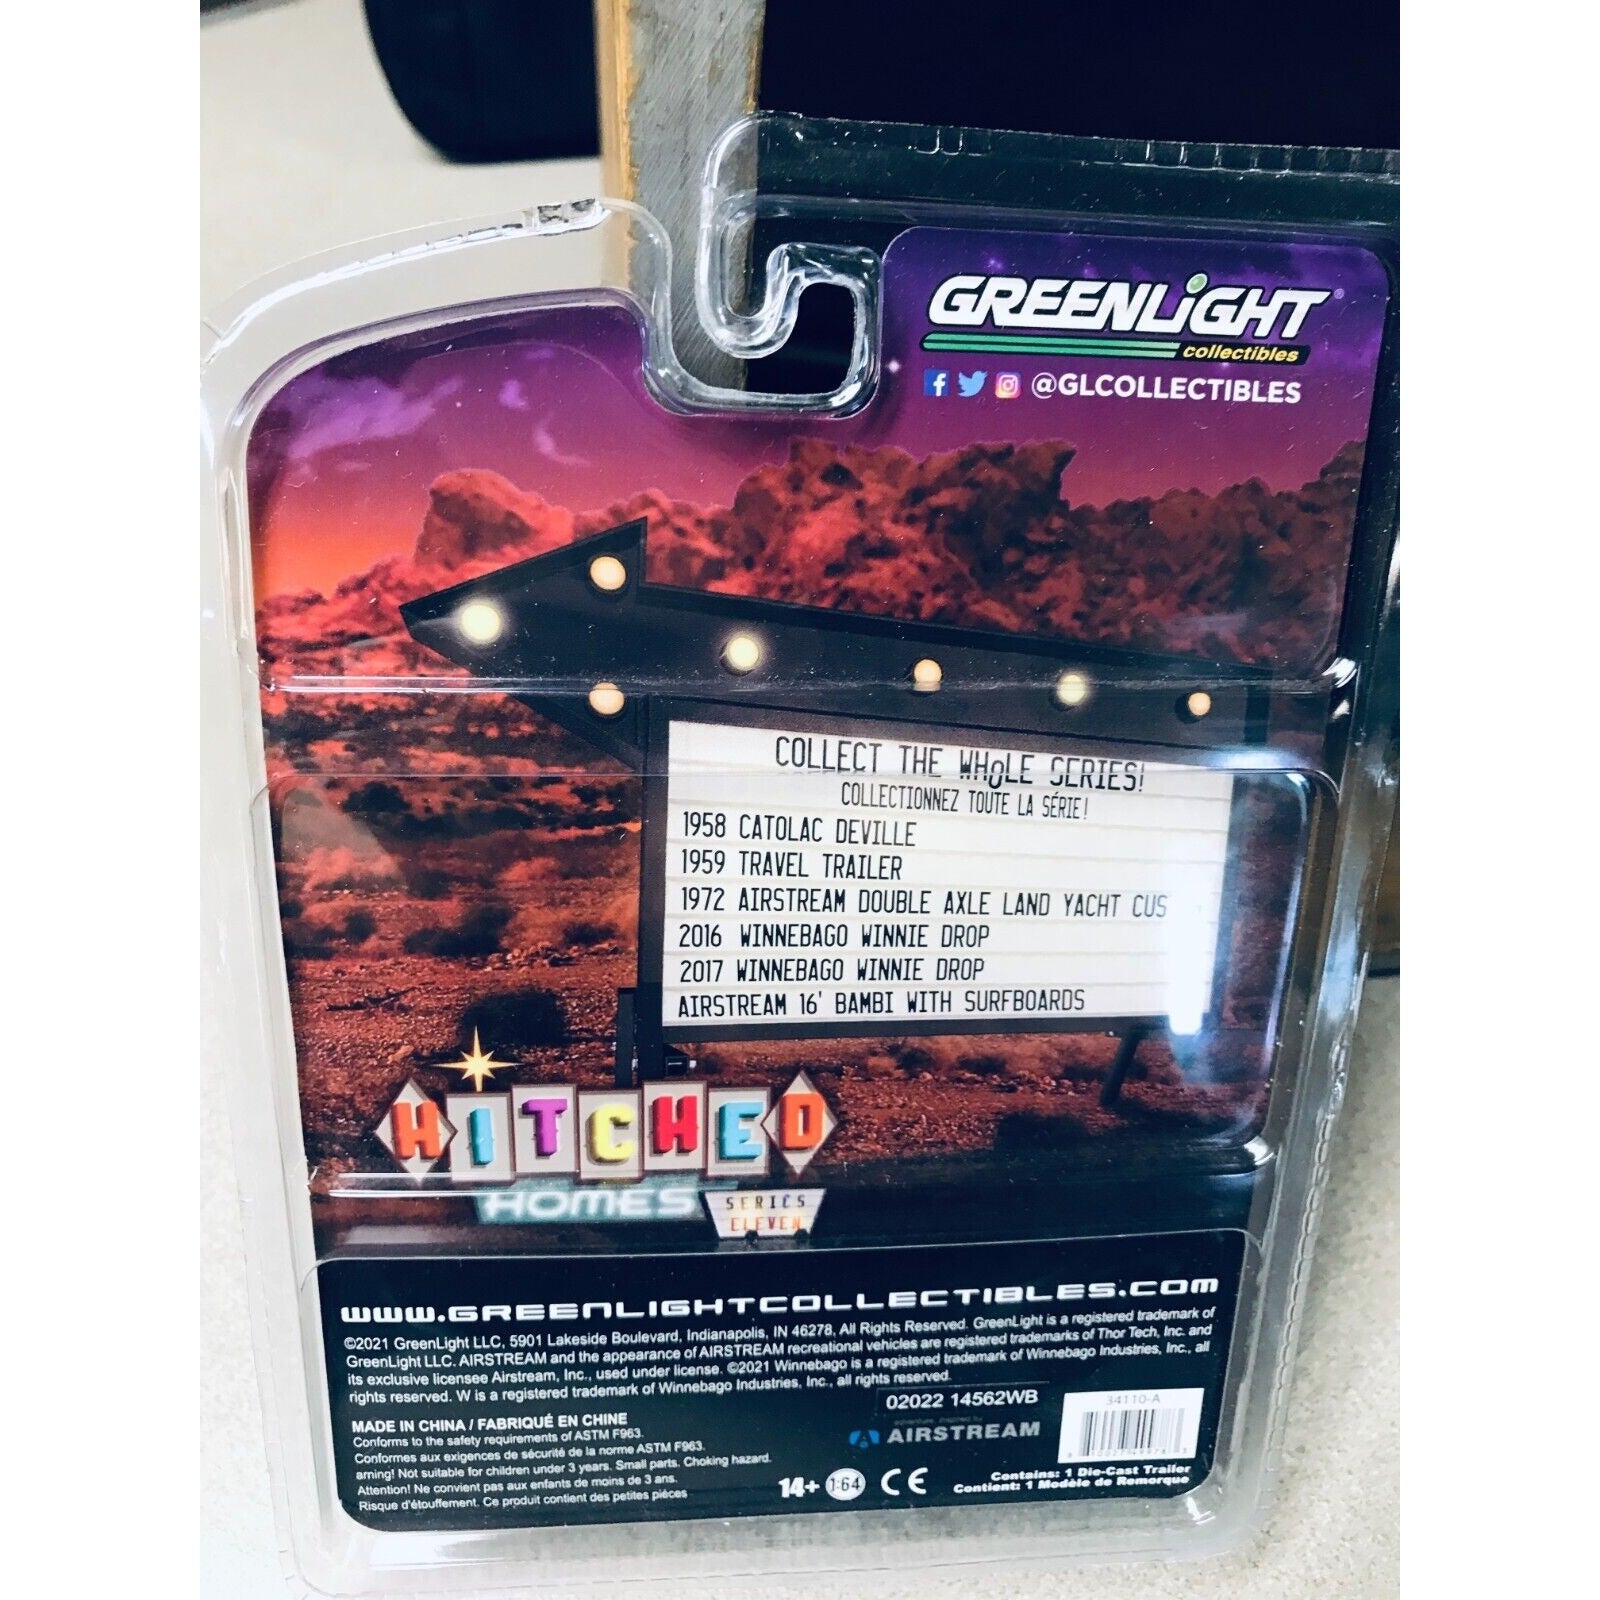 GREENLiGHT®
collectibles
@GLCOLLECTIBLES
COLLECT THE WHOLE SERIES!
COLLECTIONNEZ TOUTE LA SÉRIE!
1958 CATOLAC DEVILLE
1959 TRAVEL TRAILER
1972 AIRSTREAM DOUBLE AXLE LAND YACHT CUS
2016 WINNEBAGO WINNIE DROP
2017 WINNEBAGO WINNIE DROP
AIRSTREAM 16' BAMBI WITH SURFBOARDS
HITCHED
HOMES
SERIES
ELEVEN
www.GREENLIGHTCOLLECTIBLES.com
©2021 GreenLight LLC, 5901 Lakeside Boulevard, Indianapolis, IN 46278, All Rights Reserved. GreenLight is a registered trademark of
GreenLight LLC. AIRSTREAM and the appearance of AIRSTREAM recreational vehicles are registered trademarks of Thor Tech, Inc. and
its exclusive licensee Airstream, Inc., used under license. ©2021 Winnebago is a registered trademark of Winnebago Industries, Inc., all
rights reserved. W is a registered trademark of Winnebago Industries, Inc., all rights reserved.
02022 14562WB
34110-A
MADE IN CHINA / FABRIQUÉ EN CHINE
Conforms to the safety requirements of ASTM F963.
Conformes aux exigences de sécurité de la norme ASTM F963.
arning! Not suitable for children under 3 years. Small parts. Choking hazard.
Attention! Ne convient pas aux enfants de moins de 3 ans.
Risque d'étouffement. Ce produit contient des petites pièces
AIRSTREAM
14+ 1:64 CE
Contains: 1 Die-Cast Trailer
Contient: 1 Modèle de Remorque